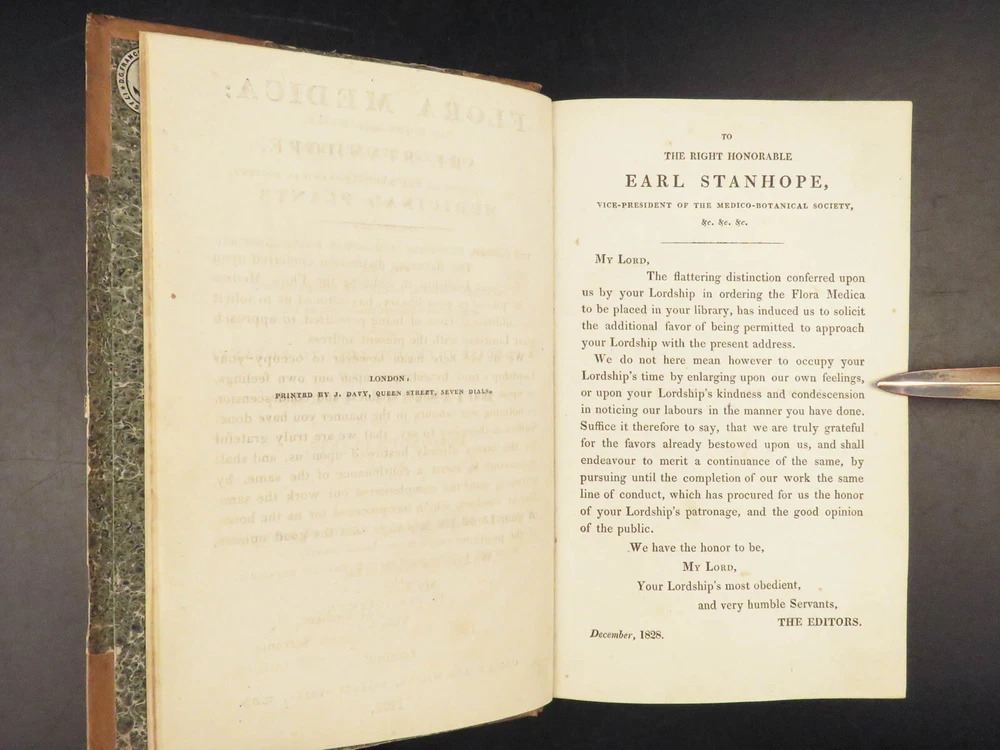 FLORA MEDICA:
LONDON.
PRINTED BY J. DAVY, QUEEN STREET, SEVEN DIALS.
TO
THE RIGHT HONORABLE
EARL STANHOPE,
VICE-PRESIDENT OF THE MEDICO-BOTANICAL SOCIETY,
&c. &c. &c.
My Lord,
The flattering distinction conferred upon
us by your Lordship in ordering the Flora Medica
to be placed in your library, has induced us to solicit
the additional favor of being permitted to approach
your Lordship with the present address.
We do not here mean however to occupy your
Lordship's time by enlarging upon our own feelings,
or upon your Lordship's kindness and condescension
in noticing our labours in the manner you have done.
Suffice it therefore to say, that we are truly grateful
for the favors already bestowed upon us, and shall
endeavour to merit a continuance of the same, by
pursuing until the completion of our work the same
line of conduct, which has procured for us the honor
of your Lordship's patronage, and the good opinion
of the public.
We have the honor to be,
My Lord,
Your Lordship's most obedient,
and very humble Servants,
THE EDITORS.
December, 1828.